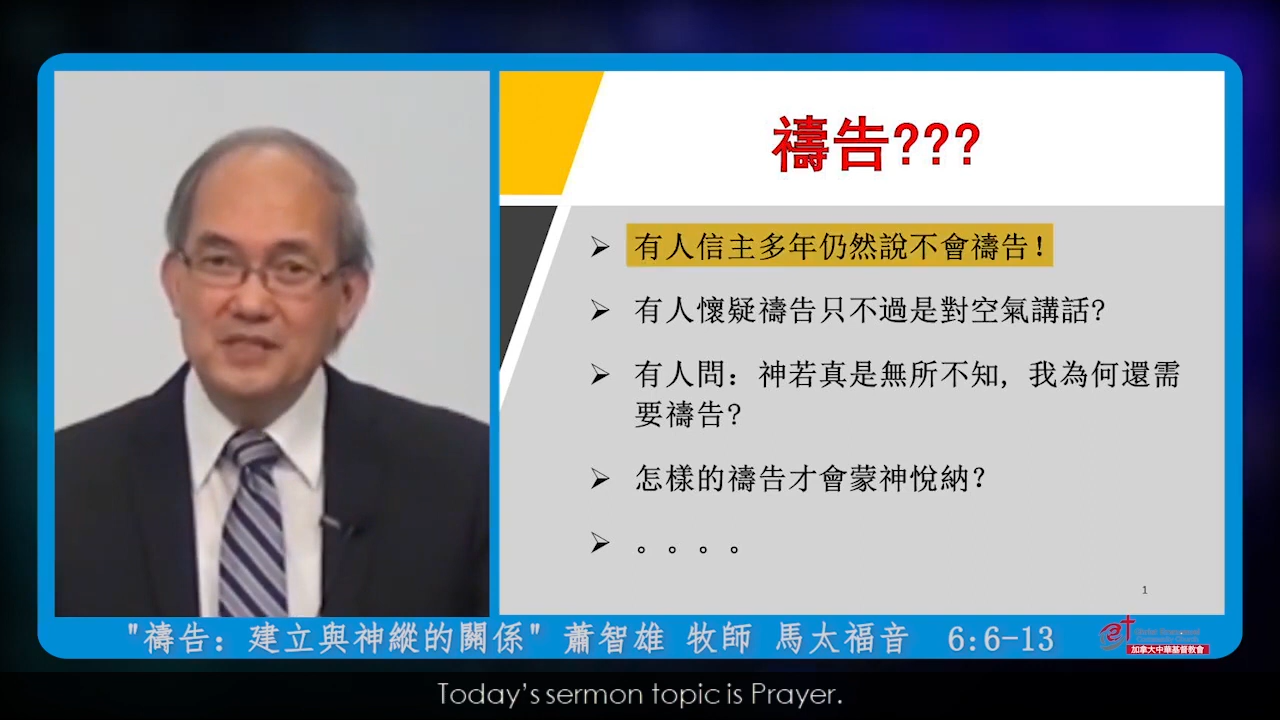 禱告???
有人信主多年仍然說不會禱告!
有人懷疑禱告只不過是對空氣講話?
有人問：神若真是無所不知, 我為何還需
要禱告?
怎樣的禱告才會蒙神悅納?
。。。。
1
"禱告: 建立與神縱的關係" 蕭智雄 牧師 馬太福音 6:6-13
加拿大中華基督教會
Today's sermon topic is Prayer.